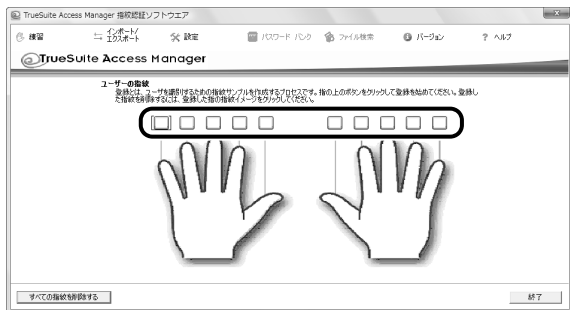 TrueSuite Access Manager 指紋認証ソフトウエア
練習
インポート/
エクスポート
設定
パスワード バンク
ファイル検索
バージョン
? ヘルプ
TrueSuite Access Manager
ユーザーの指紋
登録とは、ユーザを識別するための指紋サンプルを作成するプロセスです。指の上のボタンをクリックして登録を始めてください。登録し
た指紋を削除するには、登録した指の指紋イメージをクリックしてください。
すべての指紋を削除する
終了